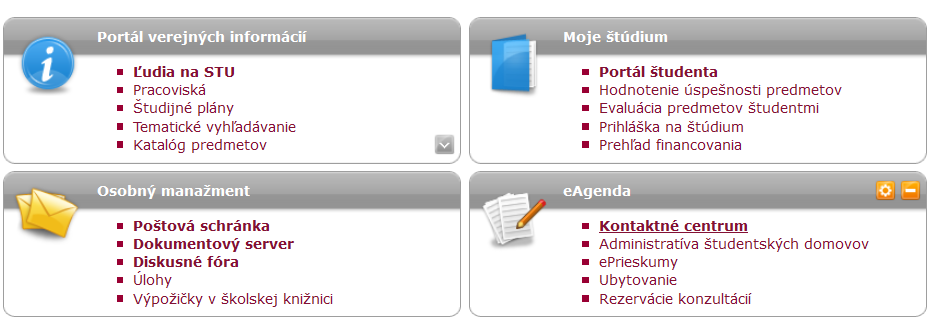 Portál verejných informácií
Ľudia na STU
Pracoviská
Študijné plány
Tematické vyhľadávanie
Katalóg predmetov
Moje štúdium
Portál študenta
Hodnotenie úspešnosti predmetov
Evaluácia predmetov študentmi
Prihláška na štúdium
Prehľad financovania
Osobný manažment
Poštová schránka
Dokumentový server
Diskusné fóra
Úlohy
Výpožičky v školskej knižnici
eAgenda
Kontaktné centrum
Administratíva študentských domovov
ePrieskumy
Ubytovanie
Rezervácie konzultácií